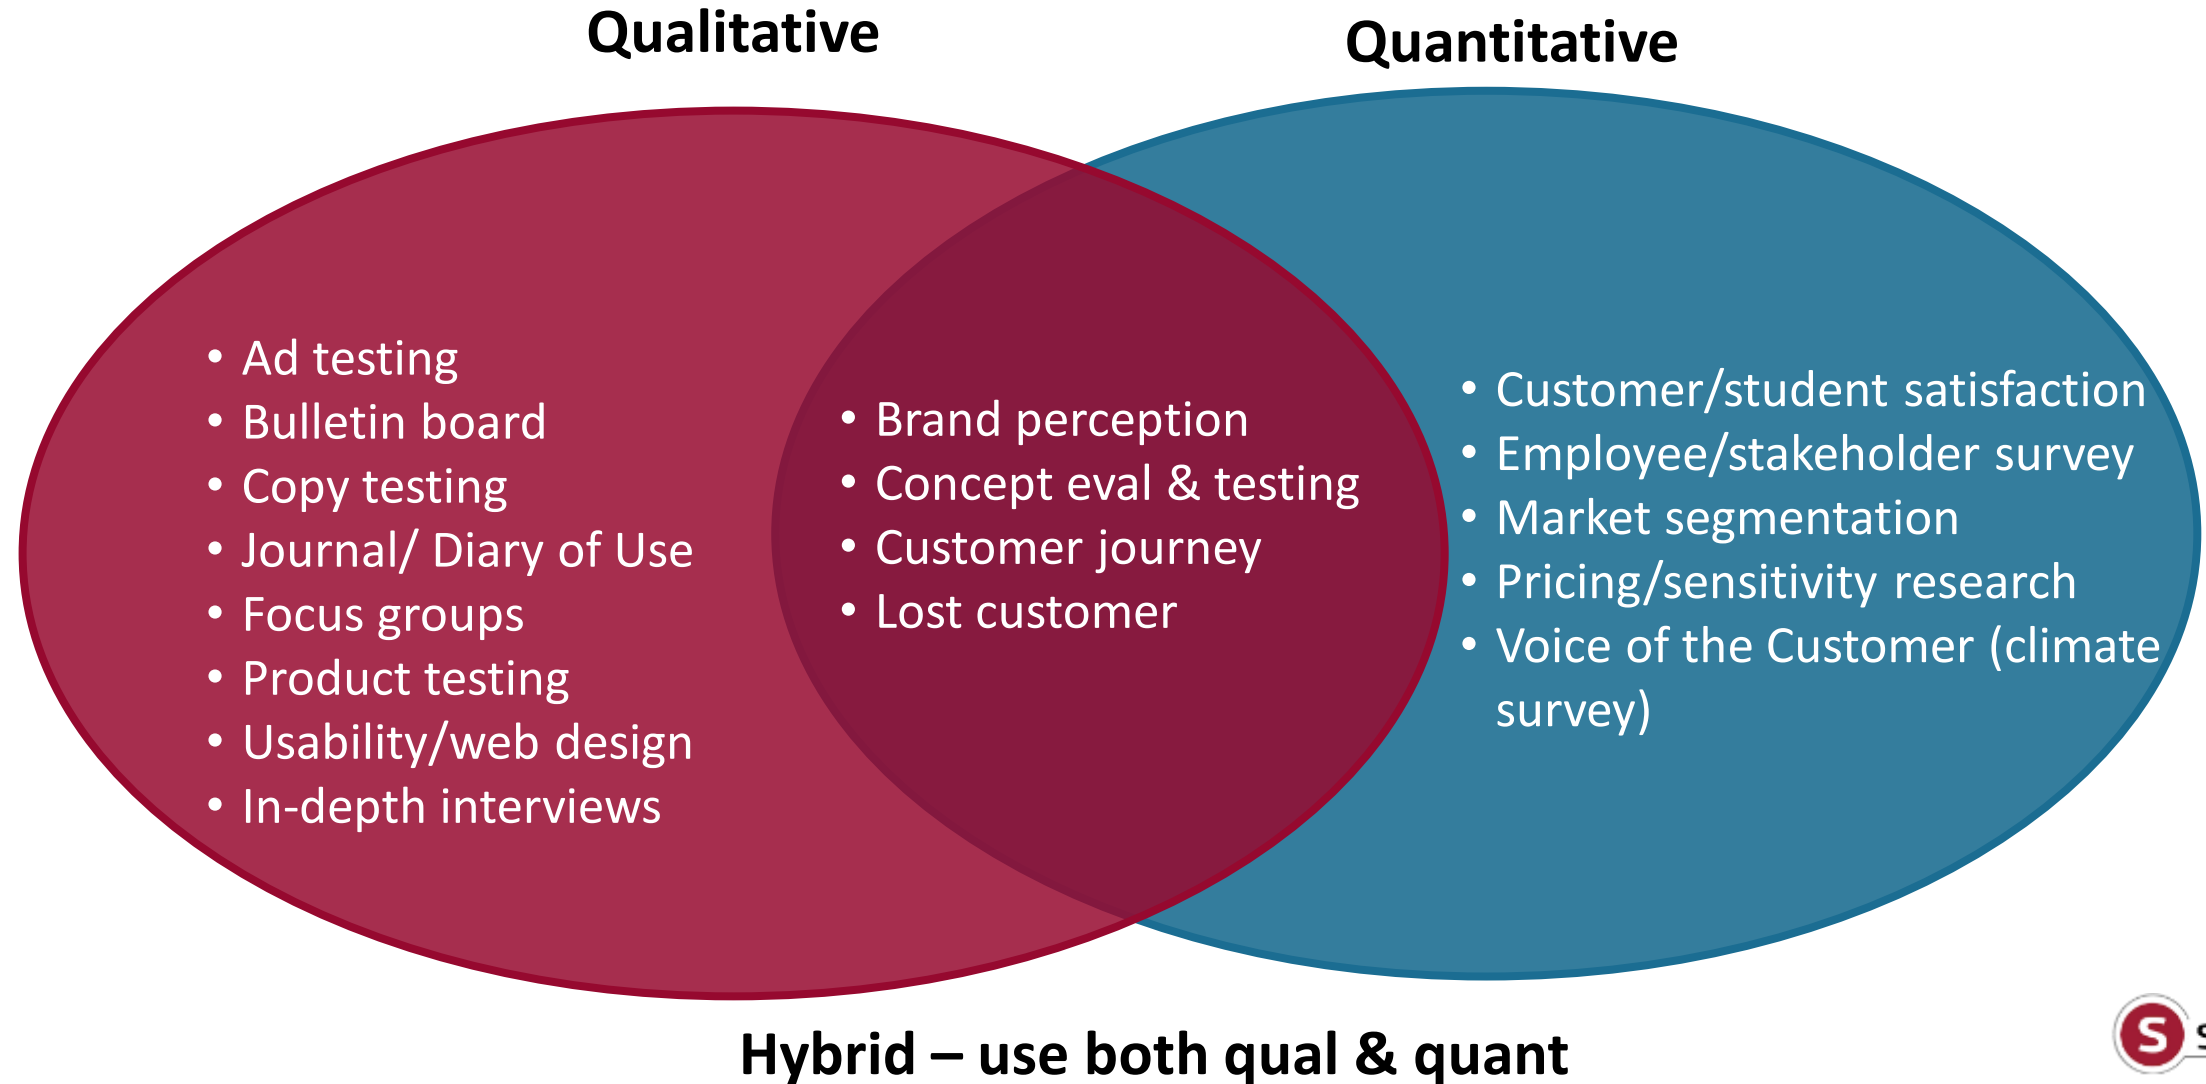 Qualitative
Quantitative
• Ad testing
• Bulletin board
• Copy testing
• Journal/ Diary of Use
• Focus groups
• Product testing
• Usability/web design
• In-depth interviews
• Brand perception
• Concept eval & testing
• Customer journey
• Lost customer
• Customer/student satisfaction
• Employee/stakeholder survey
• Market segmentation
• Pricing/sensitivity research
• Voice of the Customer (climate
survey)
Hybrid – use both qual & quant
S